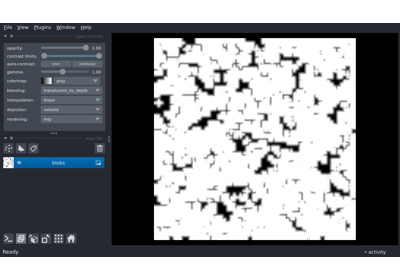 File View Plugins Window Help
opacity: 1.00
contrast limits:
auto-contrast: once continuous
gamma: 1.00
colormap: gray
blending: translucent_no_depth
interpolation: linear
depiction: volume
rendering: mip
blobs
Ready
activity